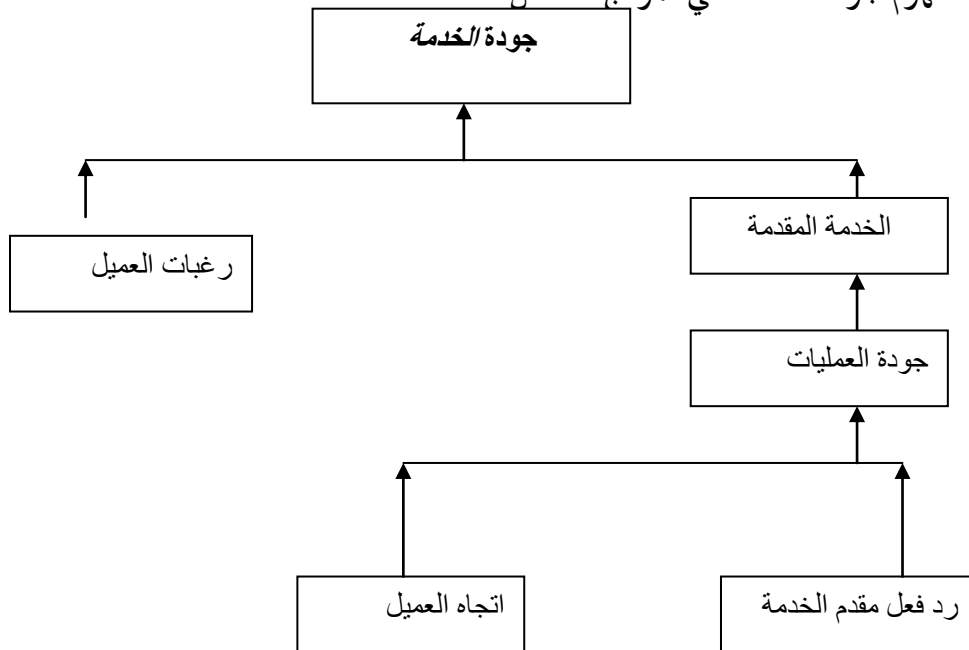 جودة الخدمة
الخدمة المقدمة
رغبات العميل
جودة العمليات
رد فعل مقدم الخدمة
اتجاه العميل